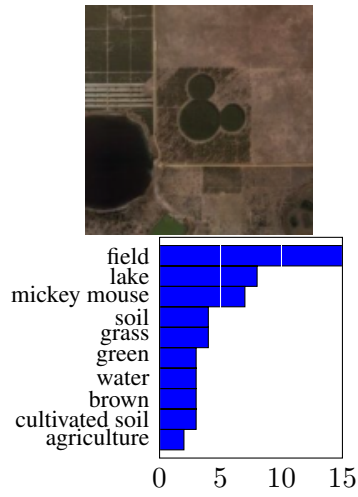 field
lake
mickey mouse
soil
grass
green
water
brown
cultivated soil
agriculture
0 5 10 15